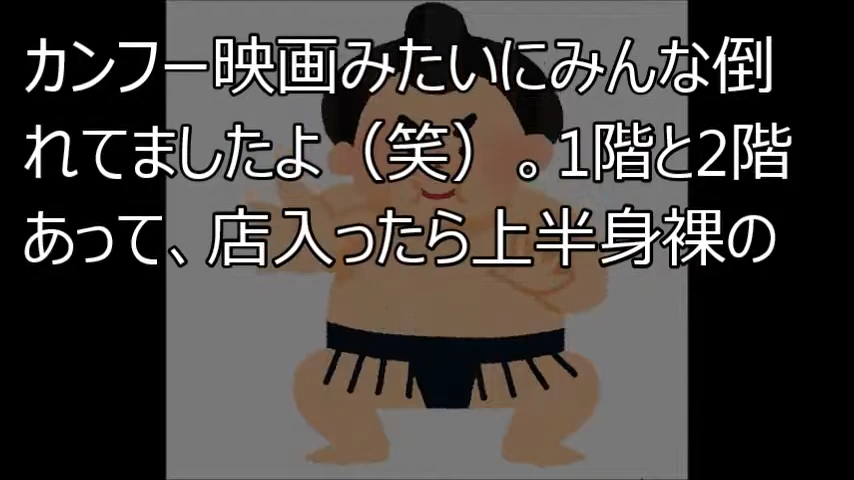 カンフー映画みたいにみんな倒
れてましたよ（笑）。1階と2階
あって、店入ったら上半身裸の